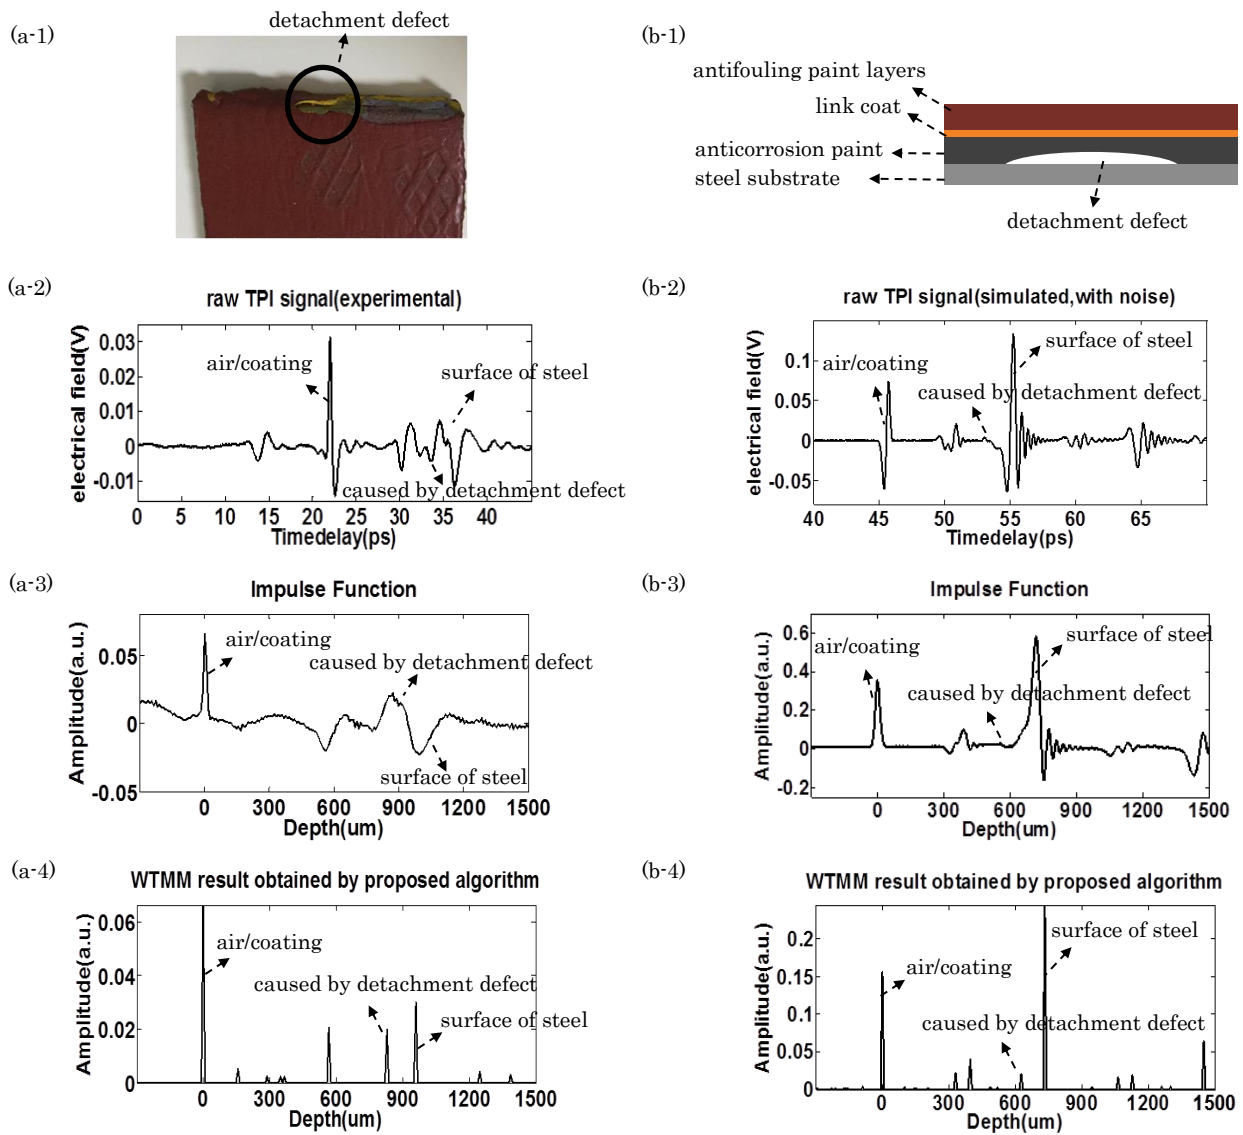 (a-1)
detachment defect
(b-1)
antifouling paint layers
link coat
anticorrosion paint
steel substrate
detachment defect
(a-2)
raw TPI signal(experimental)
electrical field(V)
0.03
0.02
0.01
0
-0.01
air/coating
surface of steel
caused by detachment defect
0 5 10 15 20 25 30 35 40
Timedelay(ps)
(b-2)
raw TPI signal(simulated,with noise)
electrical field(V)
0.1
0.05
0
-0.05
surface of steel
air/coating
caused by detachment defect
40 45 50 55 60 65
Timedelay(ps)
(a-3)
Impulse Function
Amplitude(a.u.)
0.05
0
-0.05
air/coating
caused by detachment defect
surface of steel
0 300 600 900 1200 1500
Depth(um)
(b-3)
Impulse Function
Amplitude(a.u.)
0.6
0.4
0.2
0
-0.2
surface of steel
air/coating
caused by detachment defect
0 300 600 900 1200 1500
Depth(um)
(a-4)
WTMM result obtained by proposed algorithm
Amplitude(a.u.)
0.06
0.04
0.02
0
air/coating
caused by detachment defect
surface of steel
0 300 600 900 1200 1500
Depth(um)
(b-4)
WTMM result obtained by proposed algorithm
Amplitude(a.u.)
0.2
0.15
0.1
0.05
0
surface of steel
air/coating
caused by detachment defect
0 300 600 900 1200 1500
Depth(um)